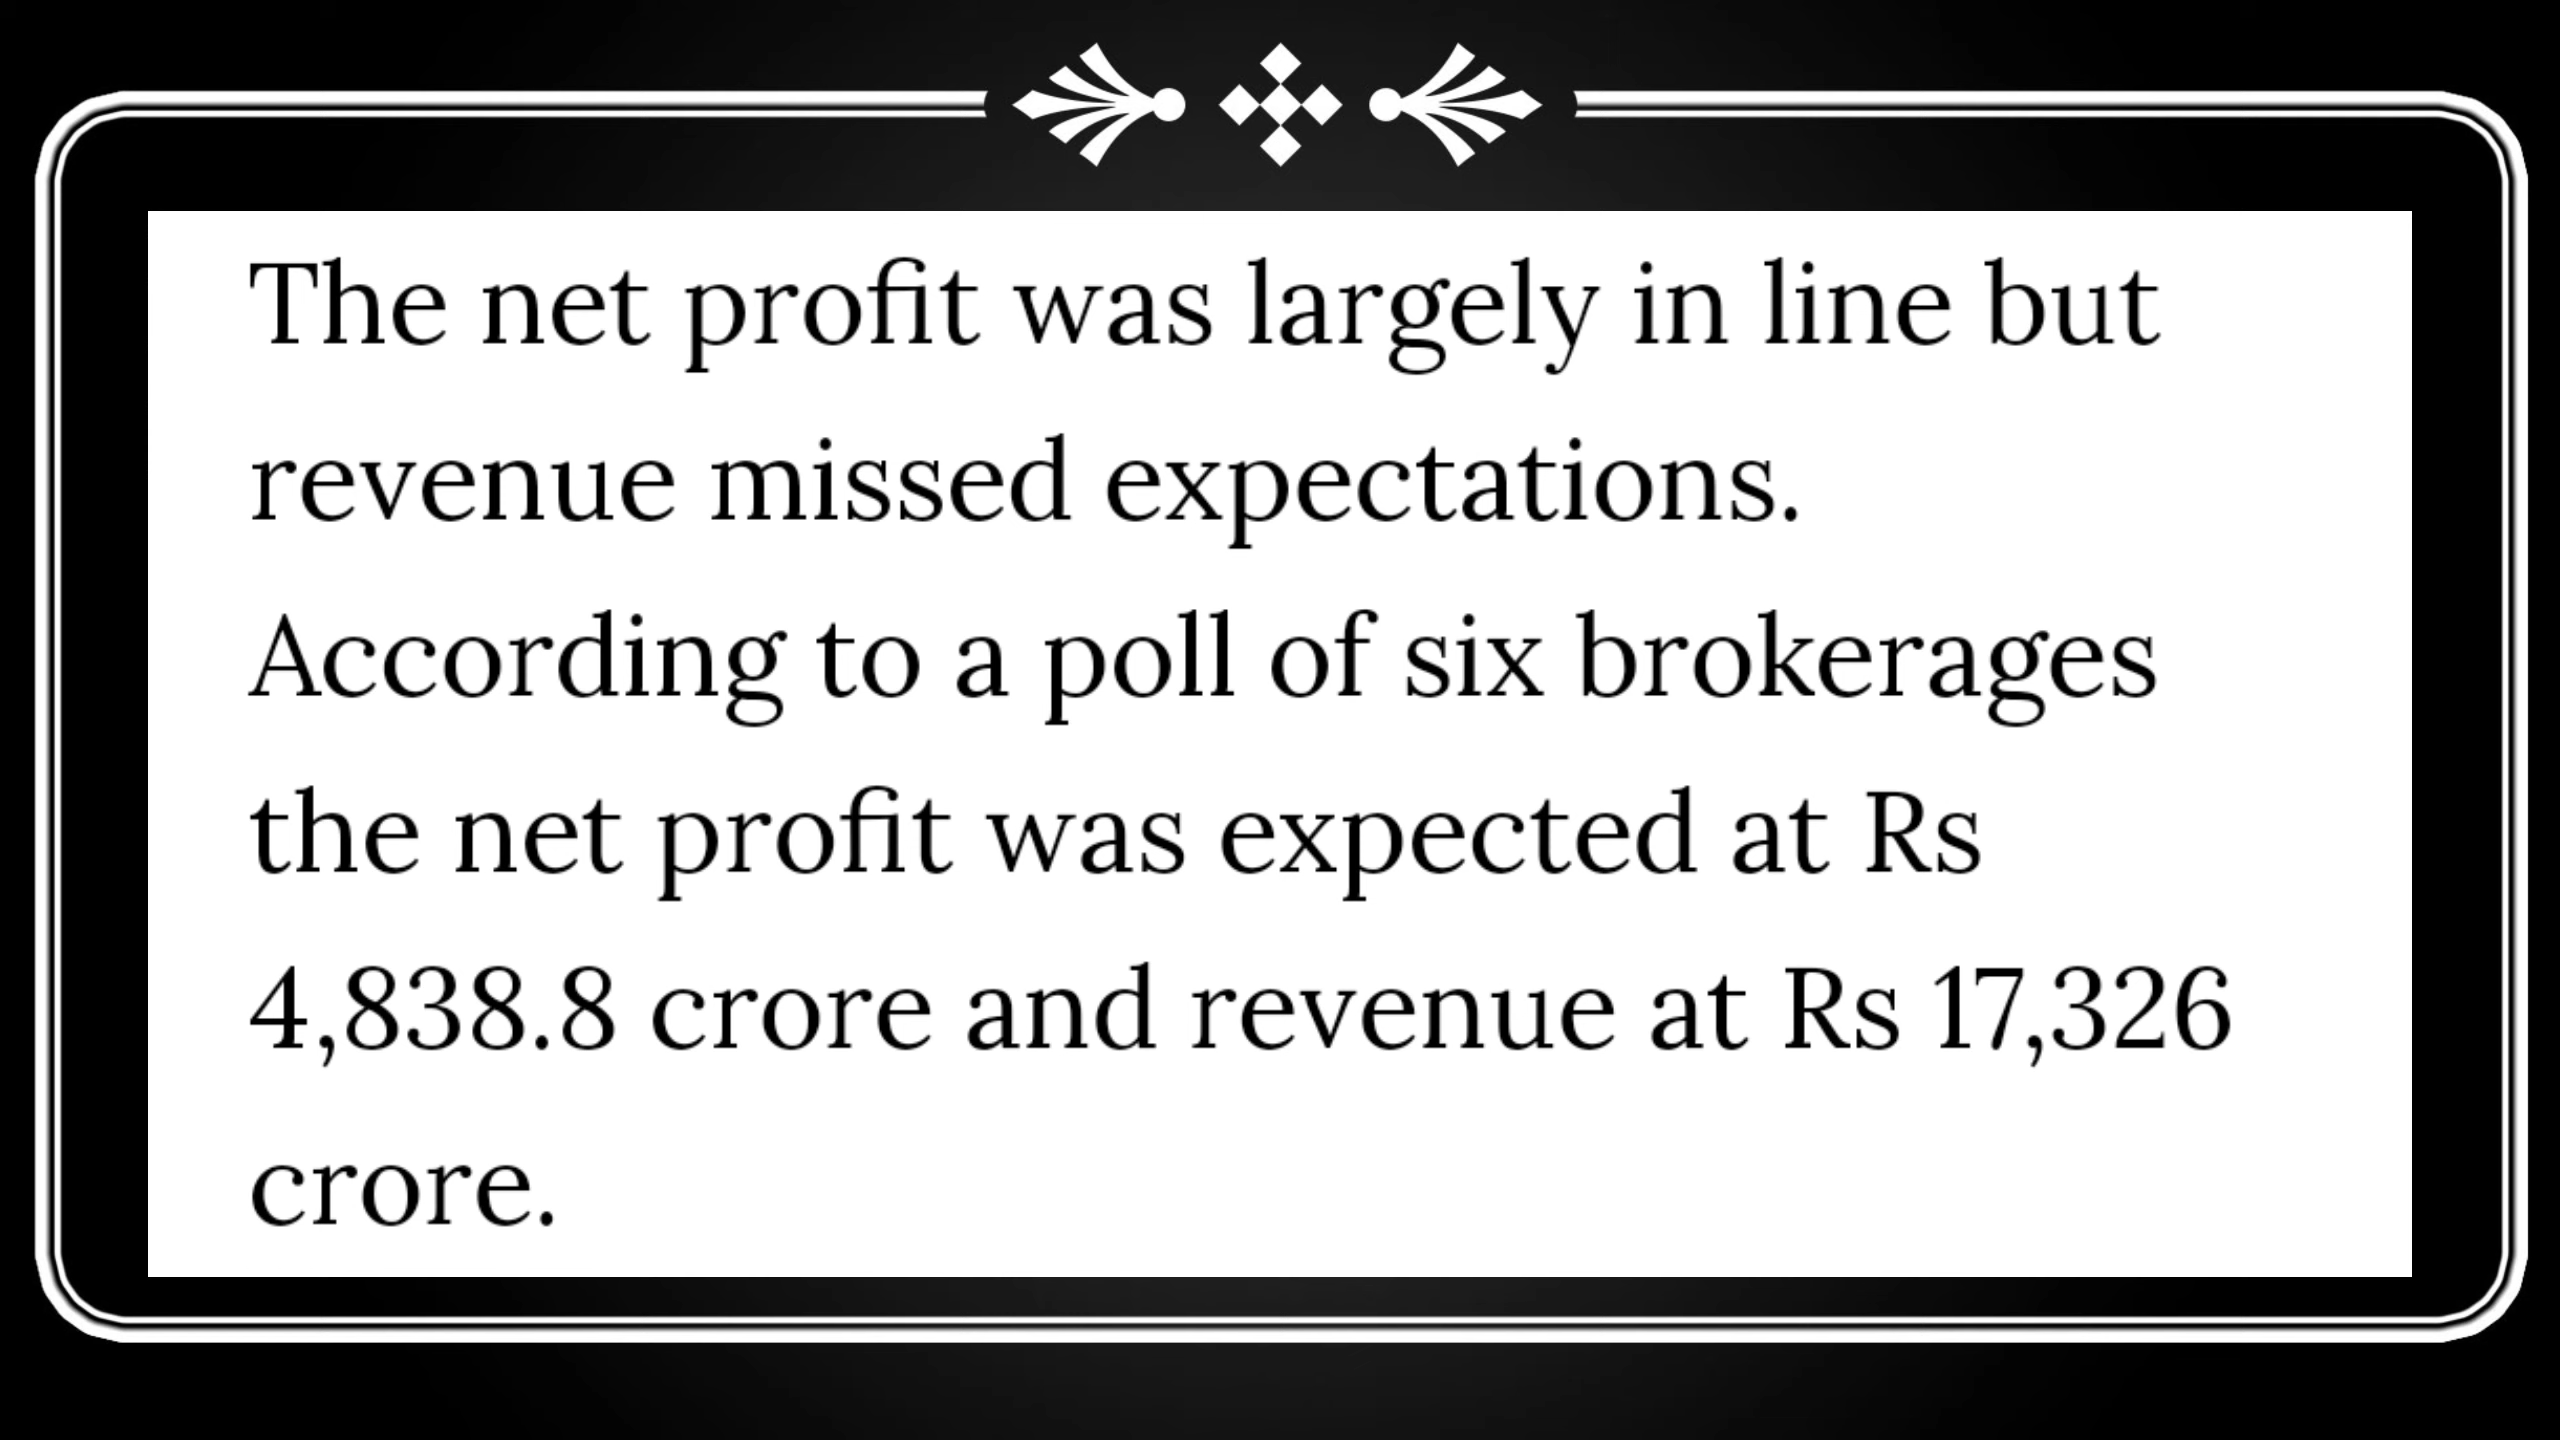 The net profit was largely in line but
revenue missed expectations.
According to a poll of six brokerages
the net profit was expected at Rs
4,838.8 crore and revenue at Rs 17,326
crore.